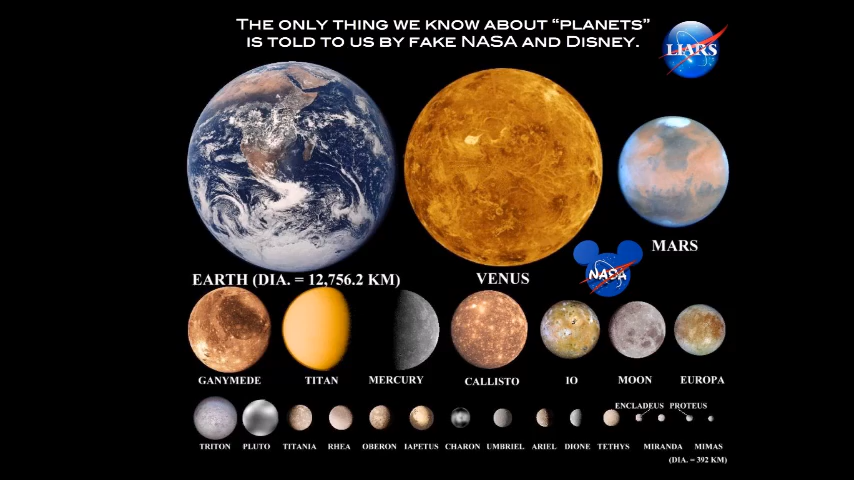 The only thing we know about “planets”
is told to us by fake NASA and Disney.
LIARS
EARTH (DIA. = 12,756.2 KM)
VENUS
MARS
NASA
GANYMEDE
TITAN
MERCURY
CALLISTO
IO
MOON
EUROPA
ENCLADEUS
PROTEUS
TRITON
PLUTO
TITANIA
RHEA
OBERON
IAPETUS
CHARON
UMBRIEL
ARIEL
DIONE
TETHYS
MIRANDA
MIMAS
(DIA. = 392 KM)